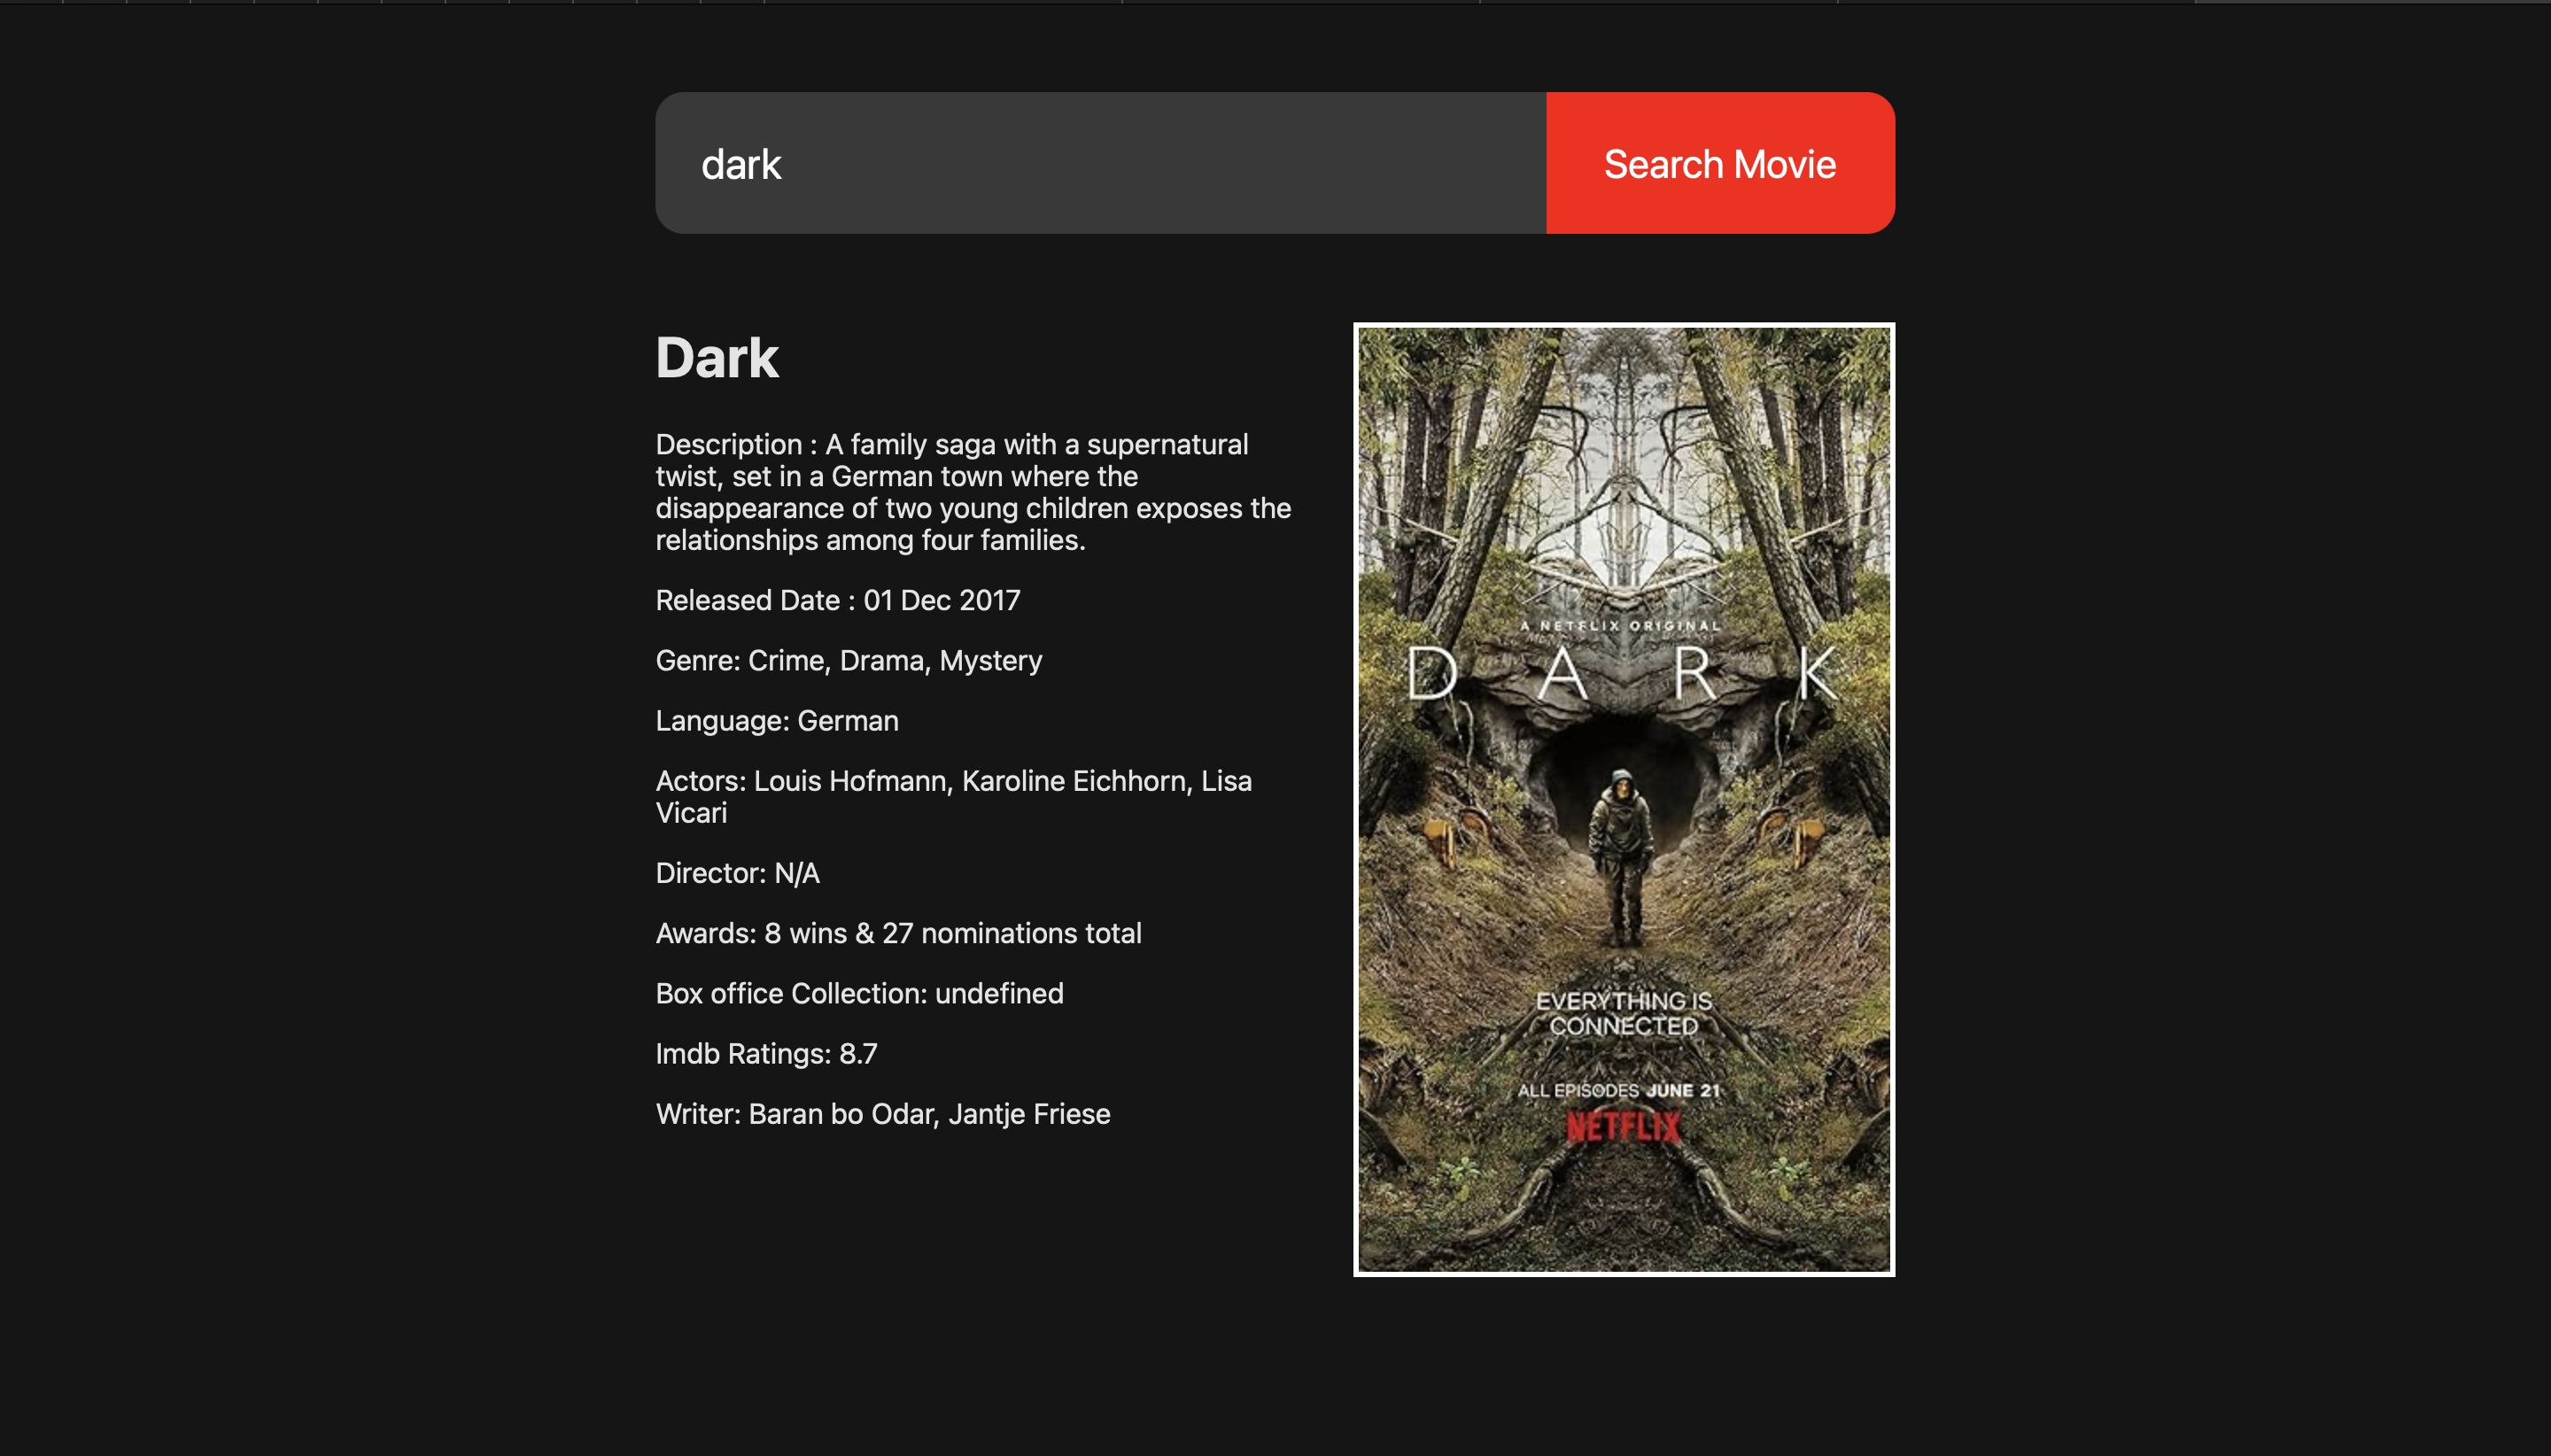 dark
Search Movie
Dark
Description : A family saga with a supernatural
twist, set in a German town where the
disappearance of two young children exposes the
relationships among four families.
Released Date : 01 Dec 2017
Genre: Crime, Drama, Mystery
Language: German
Actors: Louis Hofmann, Karoline Eichhorn, Lisa
Vicari
Director: N/A
Awards: 8 wins & 27 nominations total
Box office Collection: undefined
Imdb Ratings: 8.7
Writer: Baran bo Odar, Jantje Friese
A NETFLIX ORIGINAL
DARK
EVERYTHING IS
CONNECTED
ALL EPISODES JUNE 21
NETFLIX